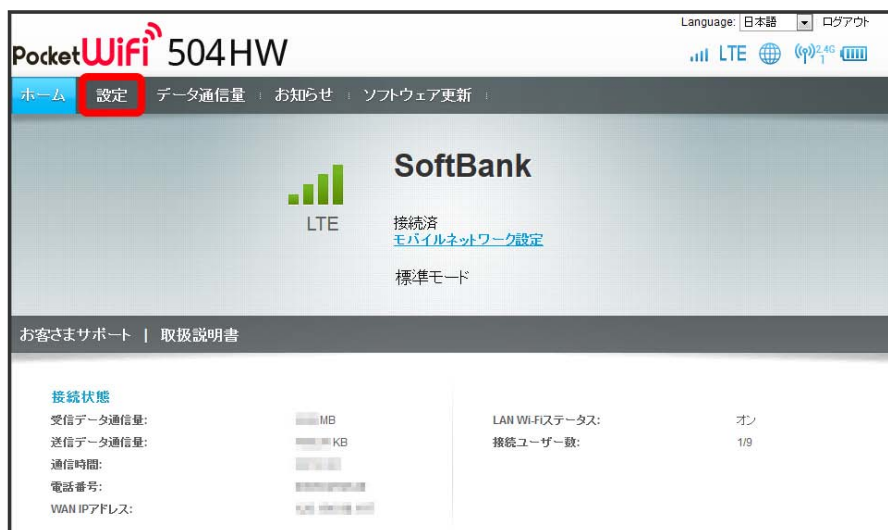 Language: 日本語 ログアウト
PocketWiFi 504HW
LTE 2.4G 1
ホーム 設定 データ通信量 お知らせ ソフトウェア更新
SoftBank
LTE
接続済
モバイルネットワーク設定
標準モード
お客さまサポート | 取扱説明書
接続状態
受信データ通信量: MB LAN Wi-Fiステータス: オン
送信データ通信量: KB 接続ユーザー数: 1/9
通信時間:
電話番号:
WAN IPアドレス: